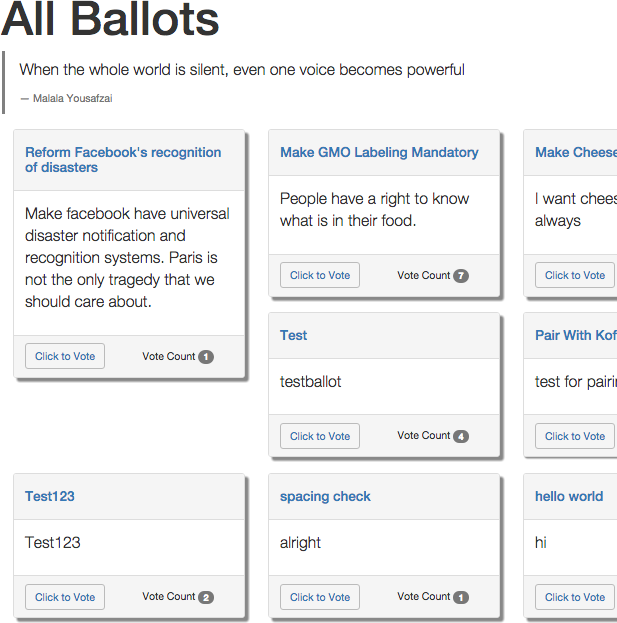 All Ballots
When the whole world is silent, even one voice becomes powerful
— Malala Yousafzai
Reform Facebook's recognition
of disasters
Make facebook have universal
disaster notification and
recognition systems. Paris is
not the only tragedy that we
should care about.
Click to Vote Vote Count 1
Make GMO Labeling Mandatory
People have a right to know
what is in their food.
Click to Vote Vote Count 7
Make Cheese
I want chees
always
Click to Vote
Test
testballot
Click to Vote Vote Count 4
Pair With Kof
test for pairi
Click to Vote
Test123
Test123
Click to Vote Vote Count 2
spacing check
alright
Click to Vote Vote Count 1
hello world
hi
Click to Vote